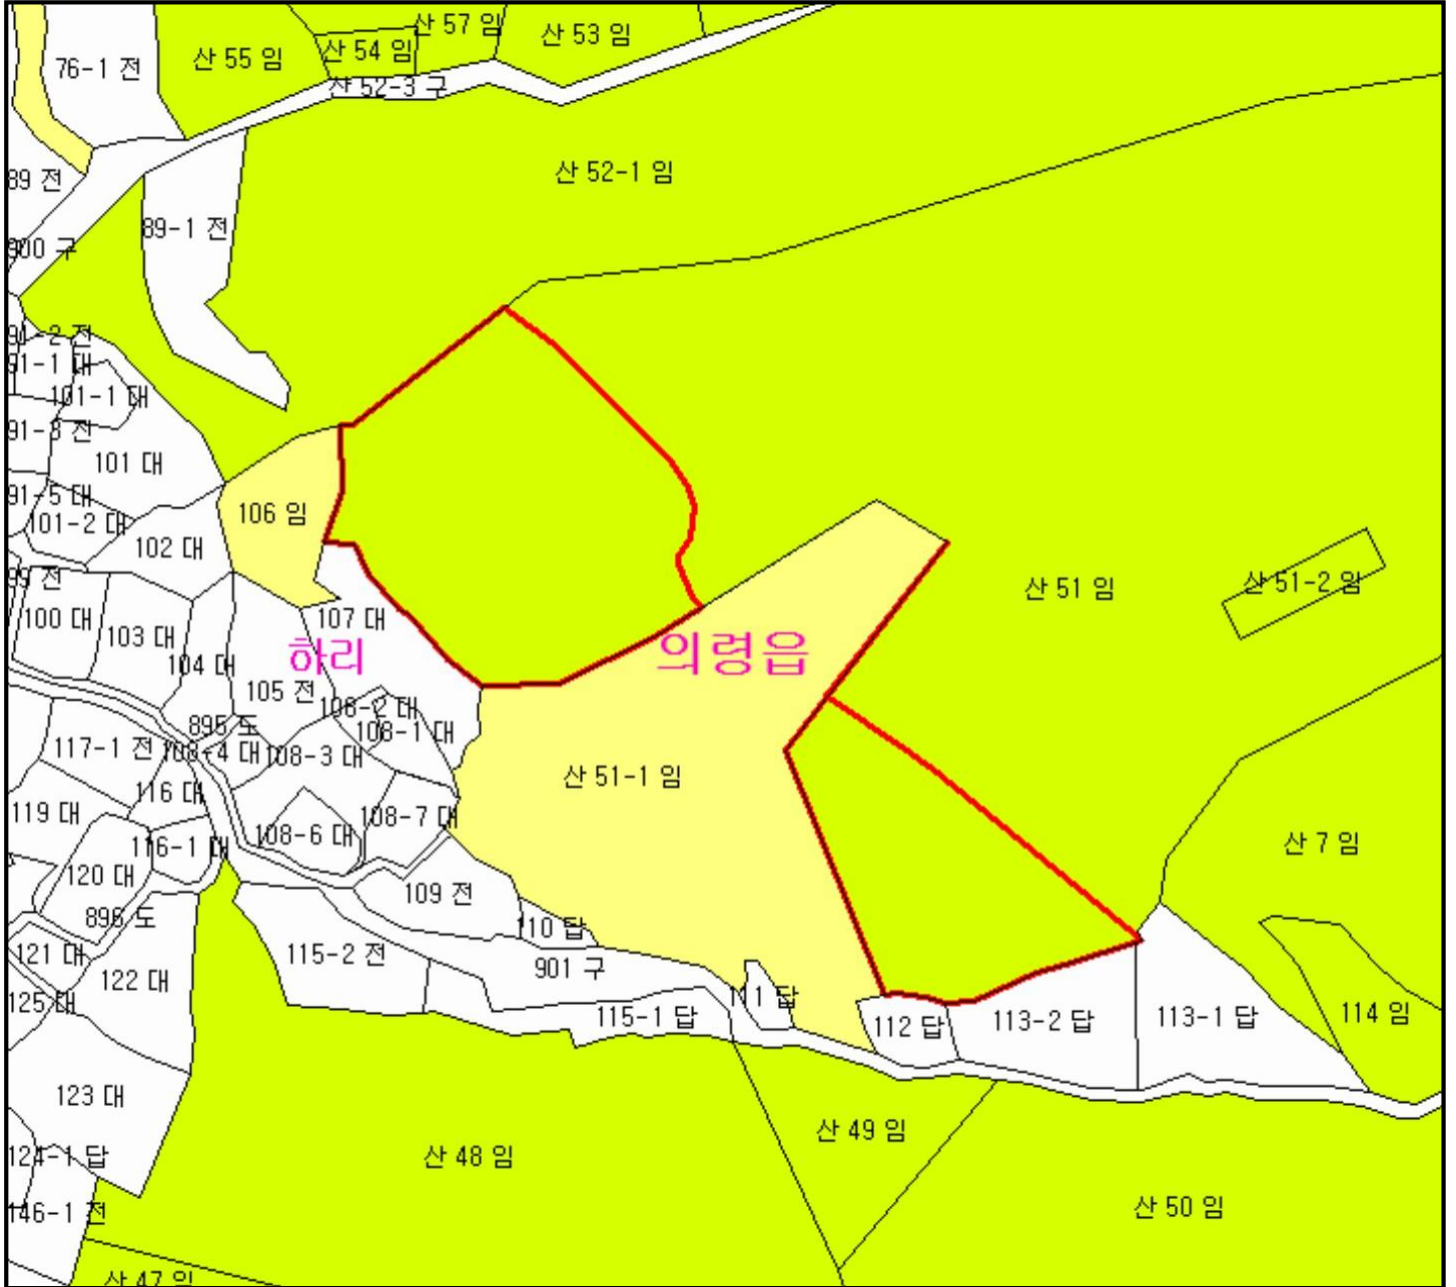 산 57 임
산 53 임
산 54 임
산 55 임
76-1 전
산 52-3 구
산 52-1 임
89 전
89-1 전
900 구
91-2 전
91-1 대
101-1 대
91-3 전
101 대
91-5 대
101-2 대
106 임
102 대
99 전
산 51-2 임
산 51 임
100 대
107 대
103 대
104 대
하리
의령읍
105 전
108-2 대
895 도
108-1 대
117-1 전
108-4 대
108-3 대
산 51-1 임
116 대
119 대
108-7 대
108-6 대
116-1 대
산 7 임
120 대
109 전
896 도
110 답
121 대
115-2 전
901 구
122 대
111 답
125 대
115-1 답
112 답
113-2 답
113-1 답
114 임
123 대
산 49 임
124-1 답
산 48 임
146-1 전
산 50 임
산 47 임